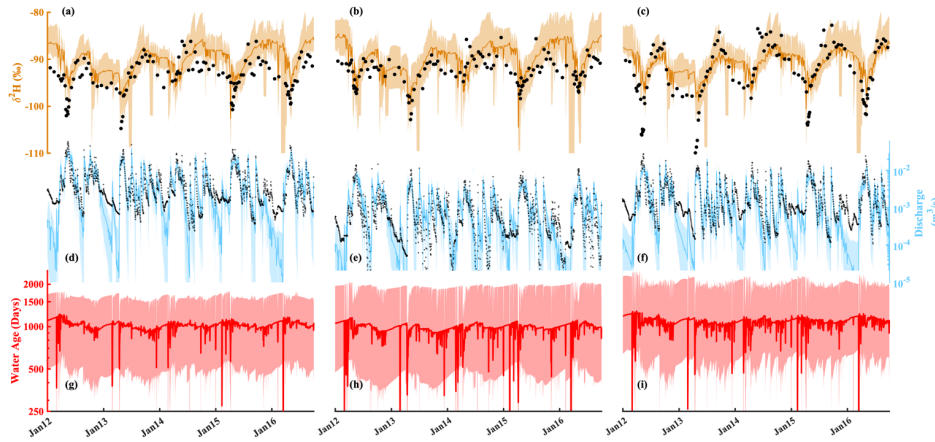 (a) (b) (c)
-80
-90
-100
-110
δ²H (‰)
(d) (e) (f)
10⁻²
10⁻³
10⁻⁴
10⁻⁵
Discharge
(m³/s)
2000
1500
1000
500
250
Water Age (Days)
(g) (h) (i)
Jan12 Jan13 Jan14 Jan15 Jan16 Jan12 Jan13 Jan14 Jan15 Jan16 Jan12 Jan13 Jan14 Jan15 Jan16